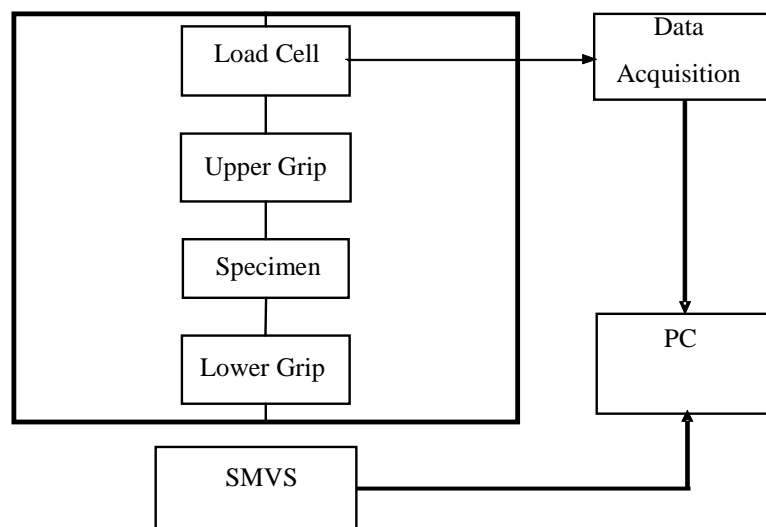 Load Cell
Data
Acquisition
Upper Grip
Specimen
PC
Lower Grip
SMVS